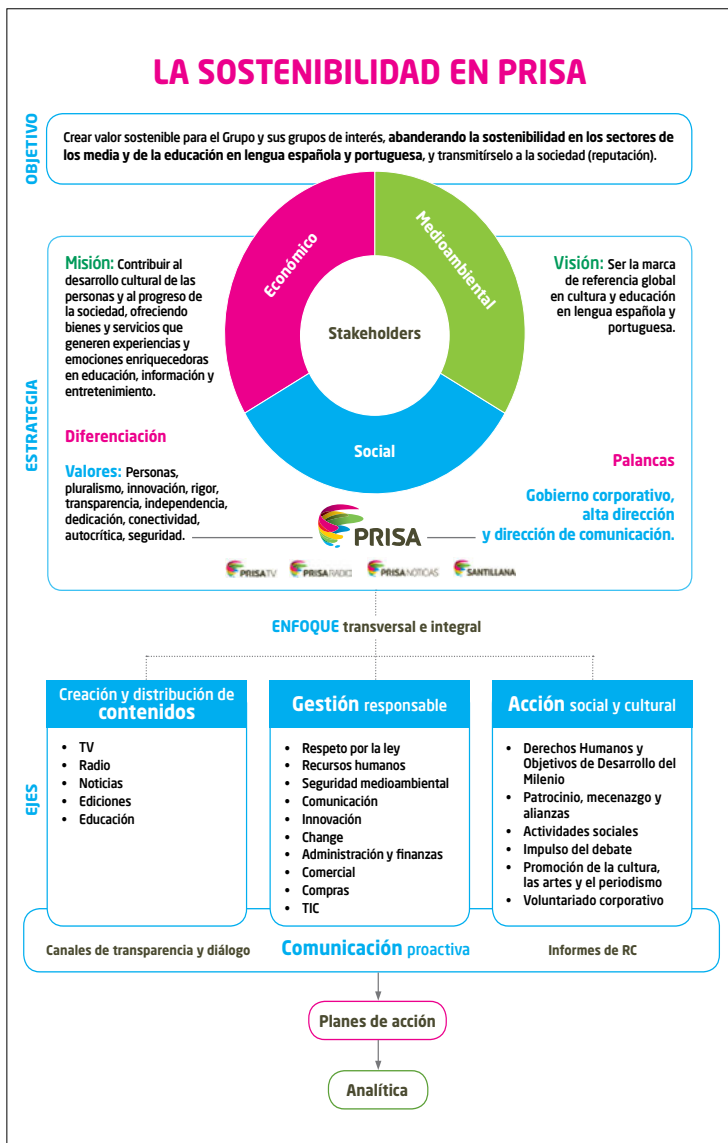 LA SOSTENIBILIDAD EN PRISA
OBJETIVO
Crear valor sostenible para el Grupo y sus grupos de interés, abanderando la sostenibilidad en los sectores de
los media y de la educación en lengua española y portuguesa, y transmitírselo a la sociedad (reputación).
ESTRATEGIA
Misión: Contribuir al
desarrollo cultural de las
personas y al progreso de
la sociedad, ofreciendo
bienes y servicios que
generen experiencias y
emociones enriquecedoras
en educación, información y
entretenimiento.
Diferenciación
Valores: Personas,
pluralismo, innovación, rigor,
transparencia, independencia,
dedicación, conectividad,
autocrítica, seguridad.
Económico
Medioambiental
Stakeholders
Social
Visión: Ser la marca
de referencia global
en cultura y educación
en lengua española y
portuguesa.
Palancas
Gobierno corporativo,
alta dirección
y dirección de comunicación.
PRISA
PRISATV
PRISARADIO
PRISANOTICIAS
SANTILLANA
ENFOQUE transversal e integral
EJES
Creación y distribución de
contenidos
• TV
• Radio
• Noticias
• Ediciones
• Educación
Gestión responsable
• Respeto por la ley
• Recursos humanos
• Seguridad medioambiental
• Comunicación
• Innovación
• Change
• Administración y finanzas
• Comercial
• Compras
• TIC
Acción social y cultural
• Derechos Humanos y
Objetivos de Desarrollo del
Milenio
• Patrocinio, mecenazgo y
alianzas
• Actividades sociales
• Impulso del debate
• Promoción de la cultura,
las artes y el periodismo
• Voluntariado corporativo
Canales de transparencia y diálogo
Comunicación proactiva
Informes de RC
Planes de acción
Analítica